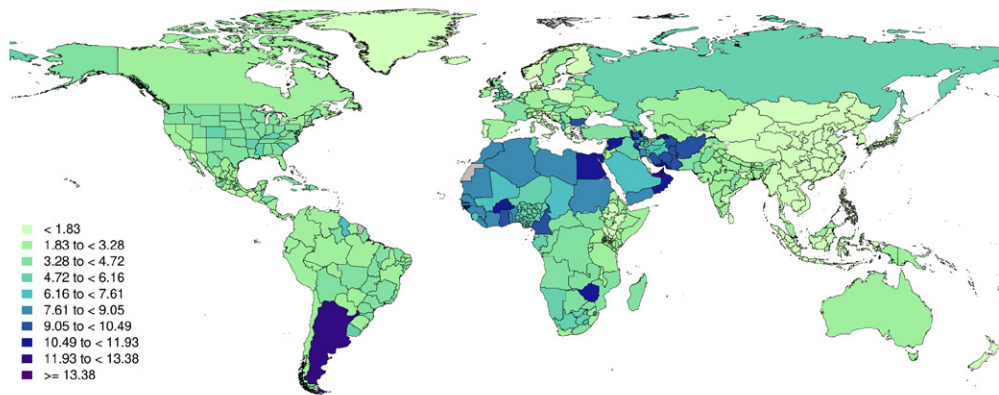 < 1.83
1.83 to < 3.28
3.28 to < 4.72
4.72 to < 6.16
6.16 to < 7.61
7.61 to < 9.05
9.05 to < 10.49
10.49 to < 11.93
11.93 to < 13.38
>= 13.38